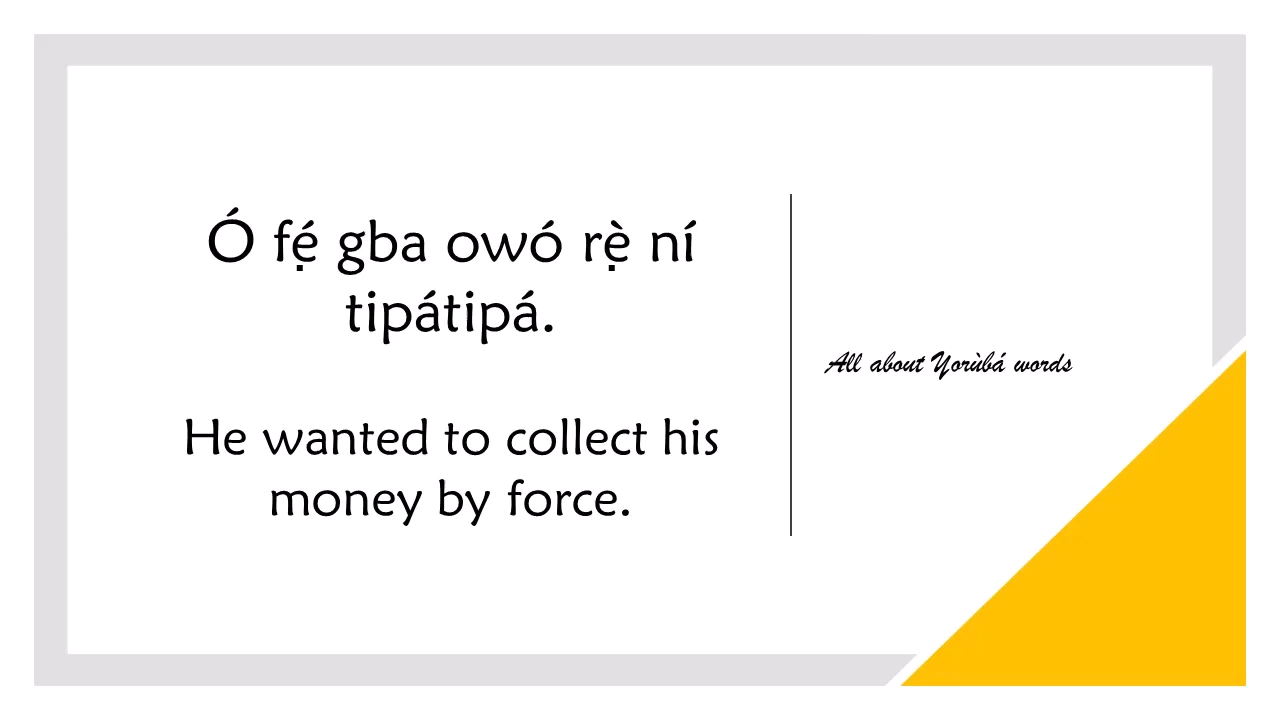 Ó fẹ́ gba owó rẹ̀ ní
tipátipá.
He wanted to collect his
money by force.
All about Yorùbá words